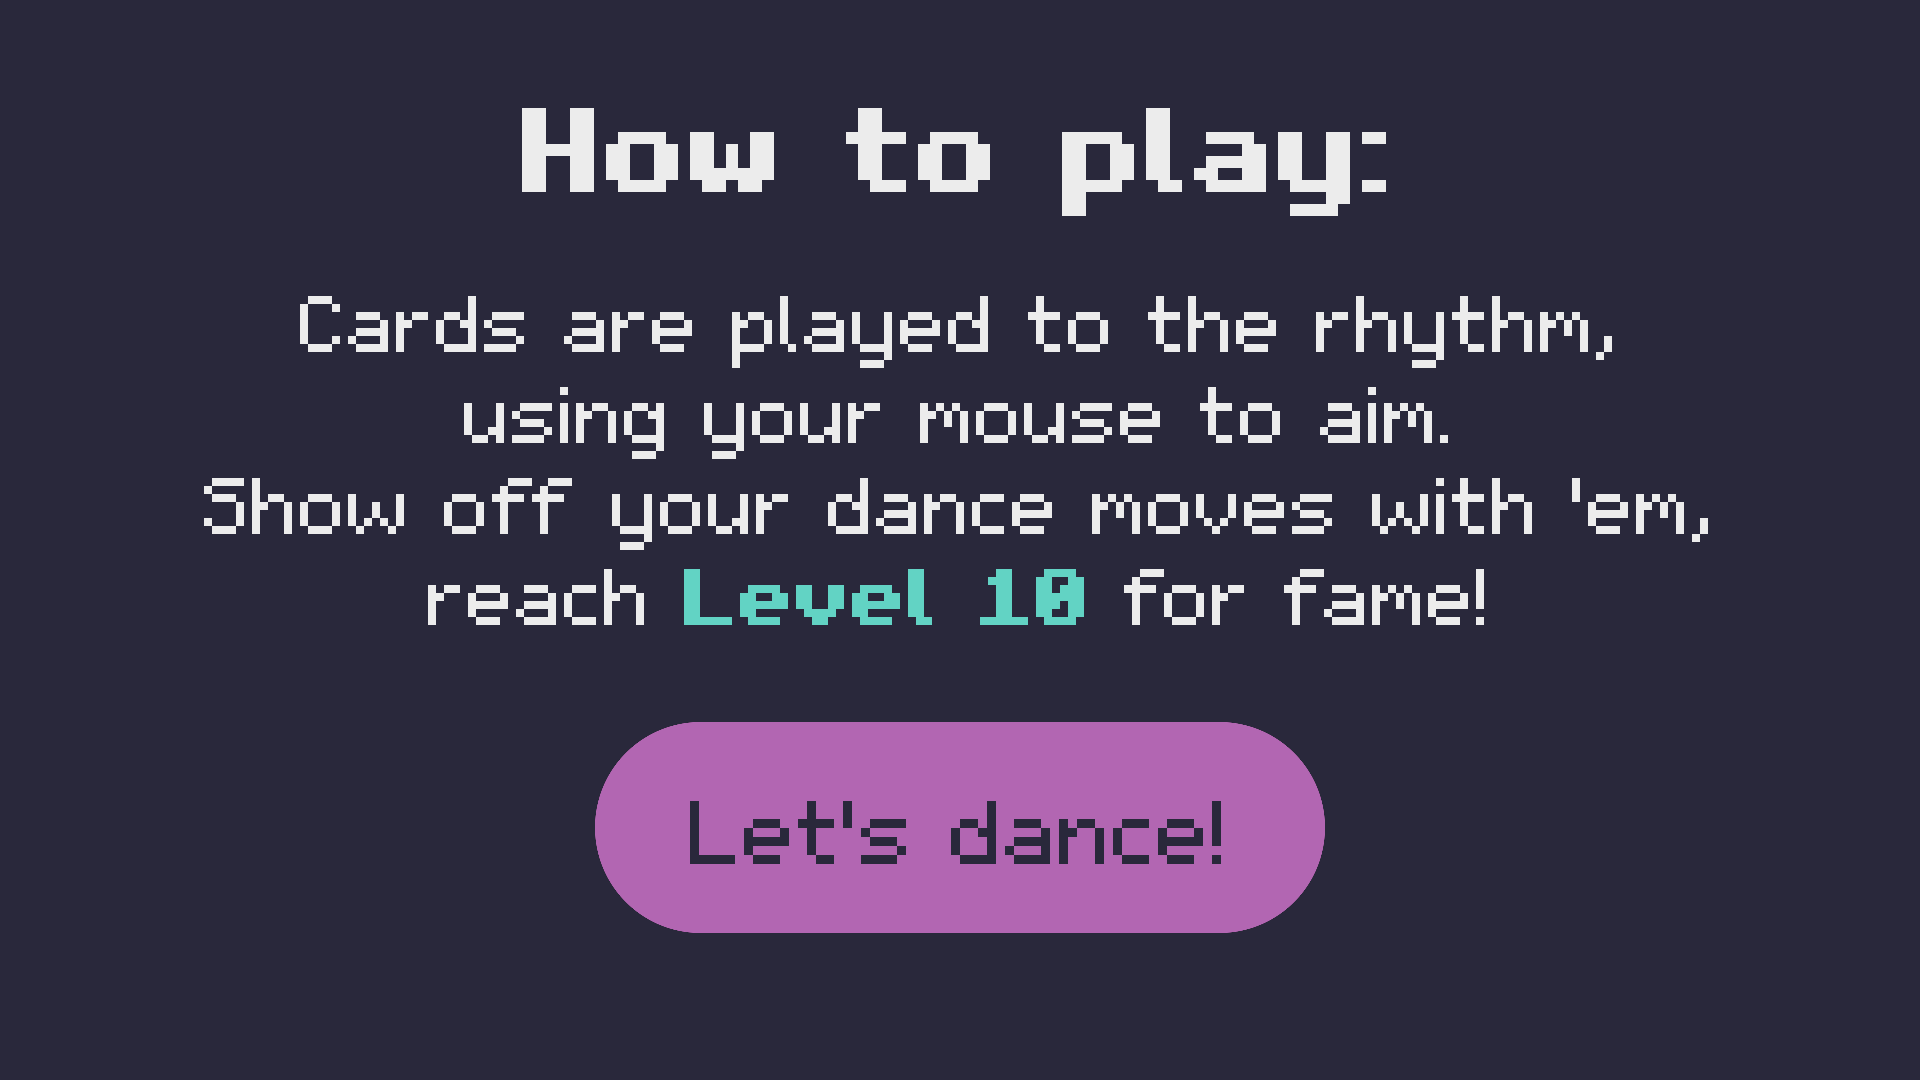 How to play:
Cards are played to the rhythm,
using your mouse to aim.
Show off your dance moves with 'em,
reach Level 10 for fame!
Let's dance!